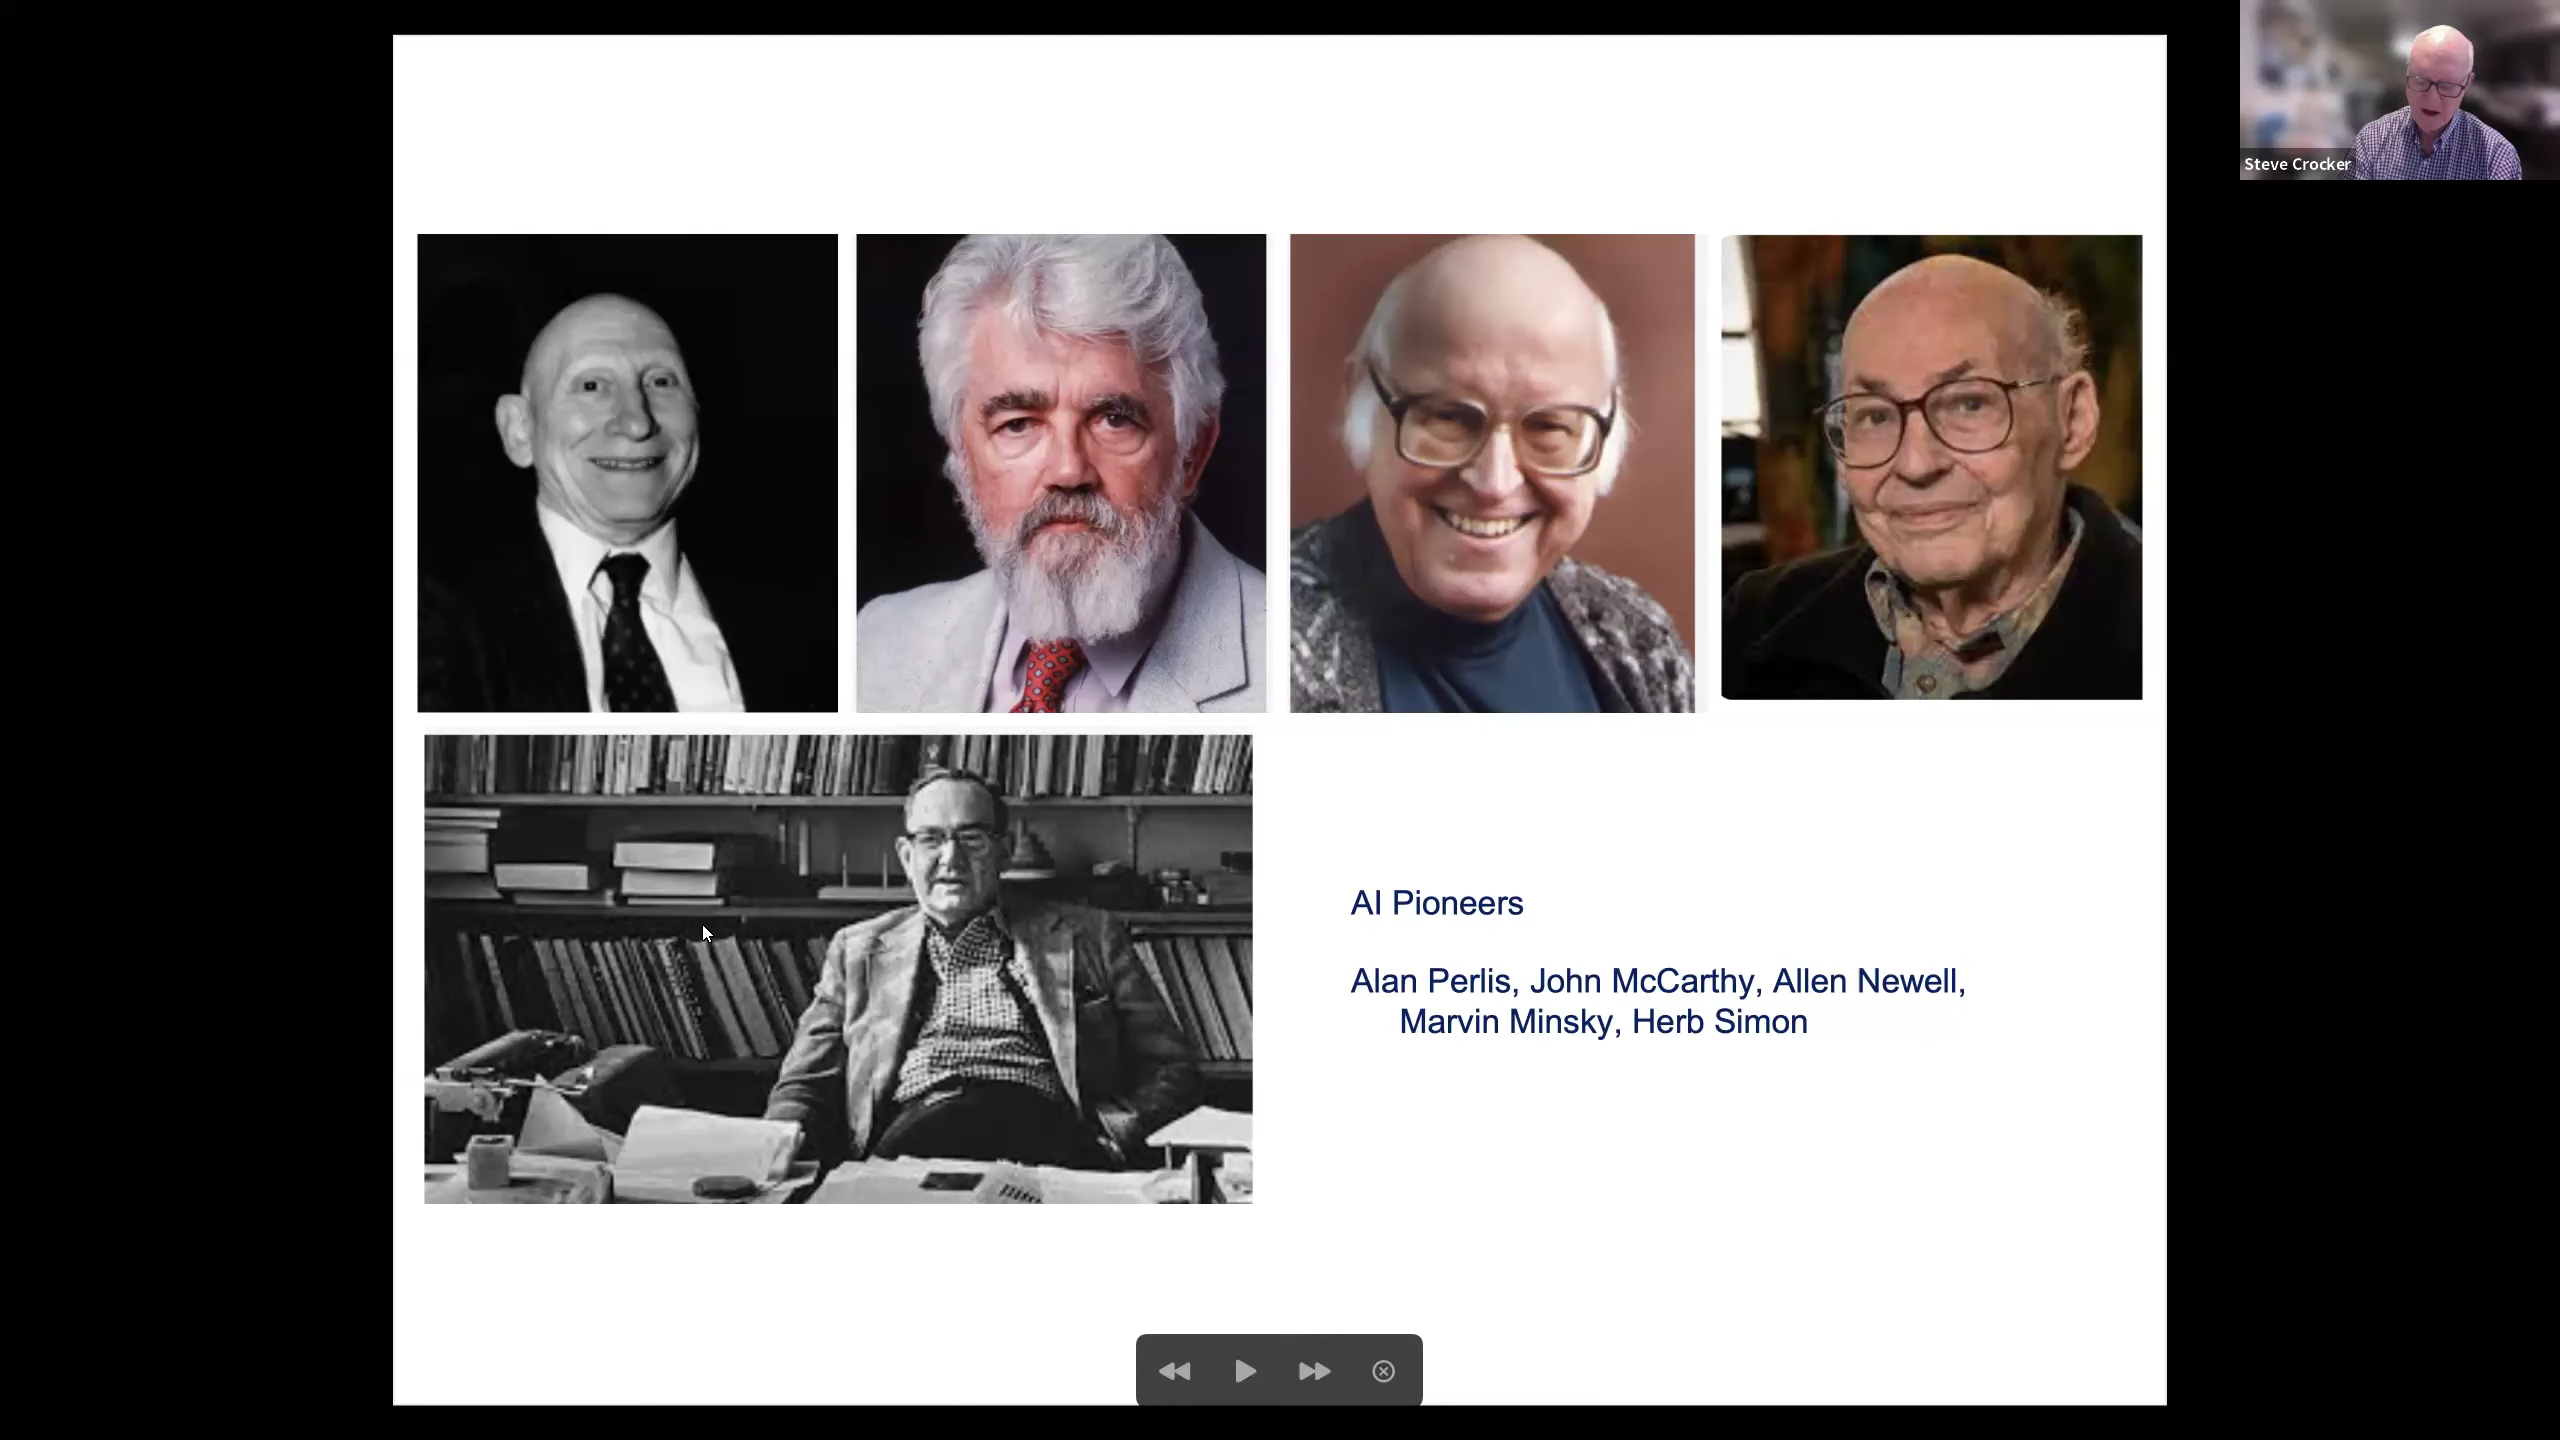 Steve Crocker
AI Pioneers
Alan Perlis, John McCarthy, Allen Newell,
Marvin Minsky, Herb Simon